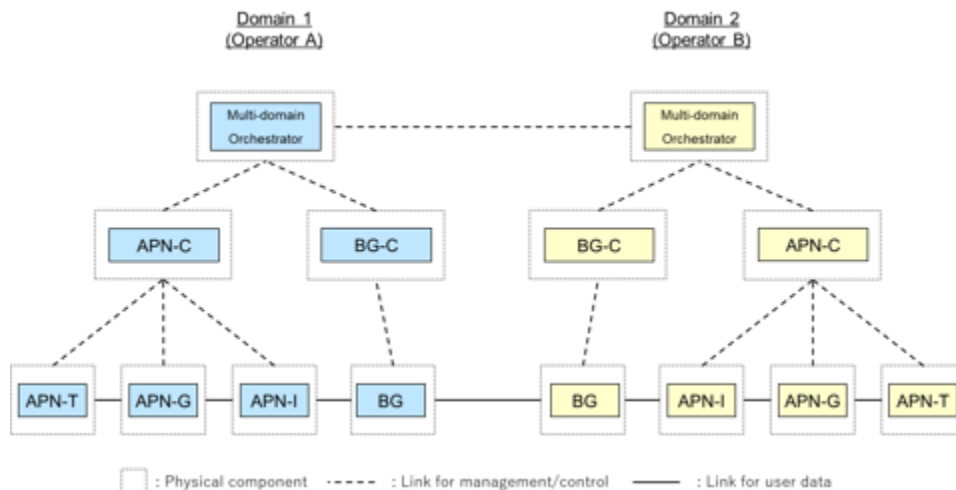 Domain 1
(Operator A)
Domain 2
(Operator B)
Multi-domain
Orchestrator
Multi-domain
Orchestrator
APN-C
BG-C
BG-C
APN-C
APN-T
APN-G
APN-I
BG
BG
APN-I
APN-G
APN-T
: Physical component
: Link for management/control
: Link for user data